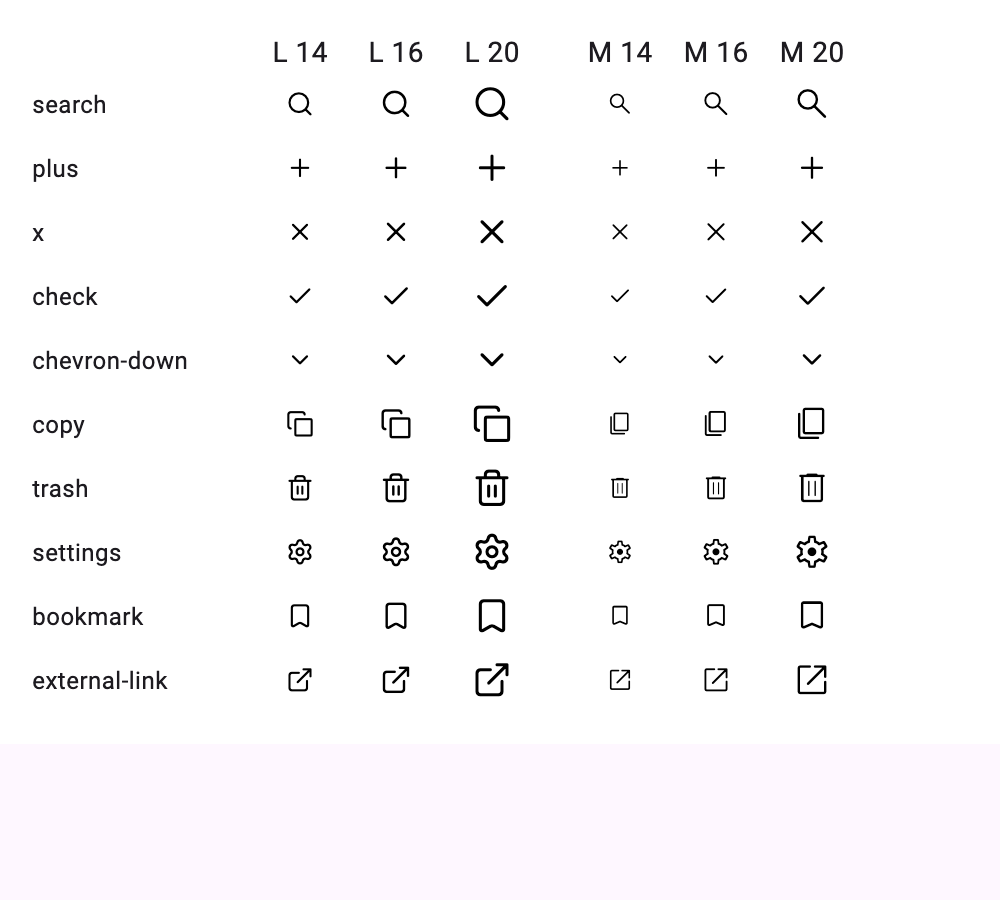 L 14 L 16 L 20 M 14 M 16 M 20
search
plus
x
check
chevron-down
copy
trash
settings
bookmark
external-link